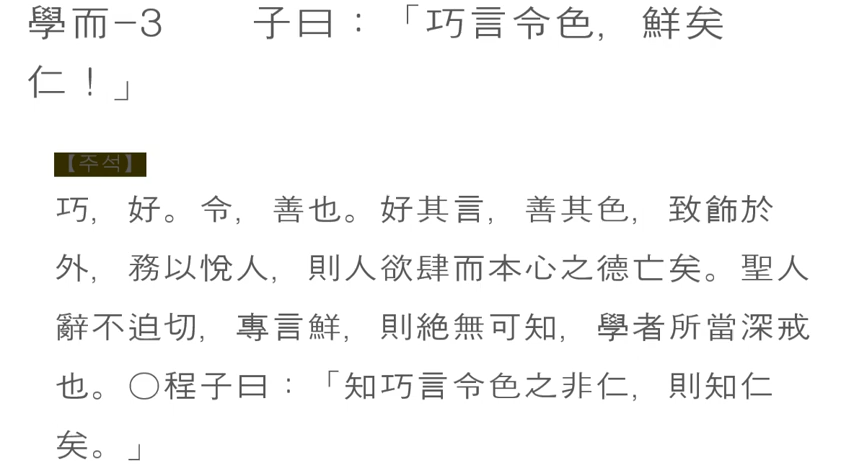 學而-3 子曰：「巧言令色, 鮮矣
仁！」
【주석】
巧, 好。令, 善也。好其言, 善其色, 致飾於
外, 務以悅人, 則人欲肆而本心之德亡矣。聖人
辭不迫切, 專言鮮, 則絕無可知, 學者所當深戒
也。○程子曰：「知巧言令色之非仁, 則知仁
矣。」